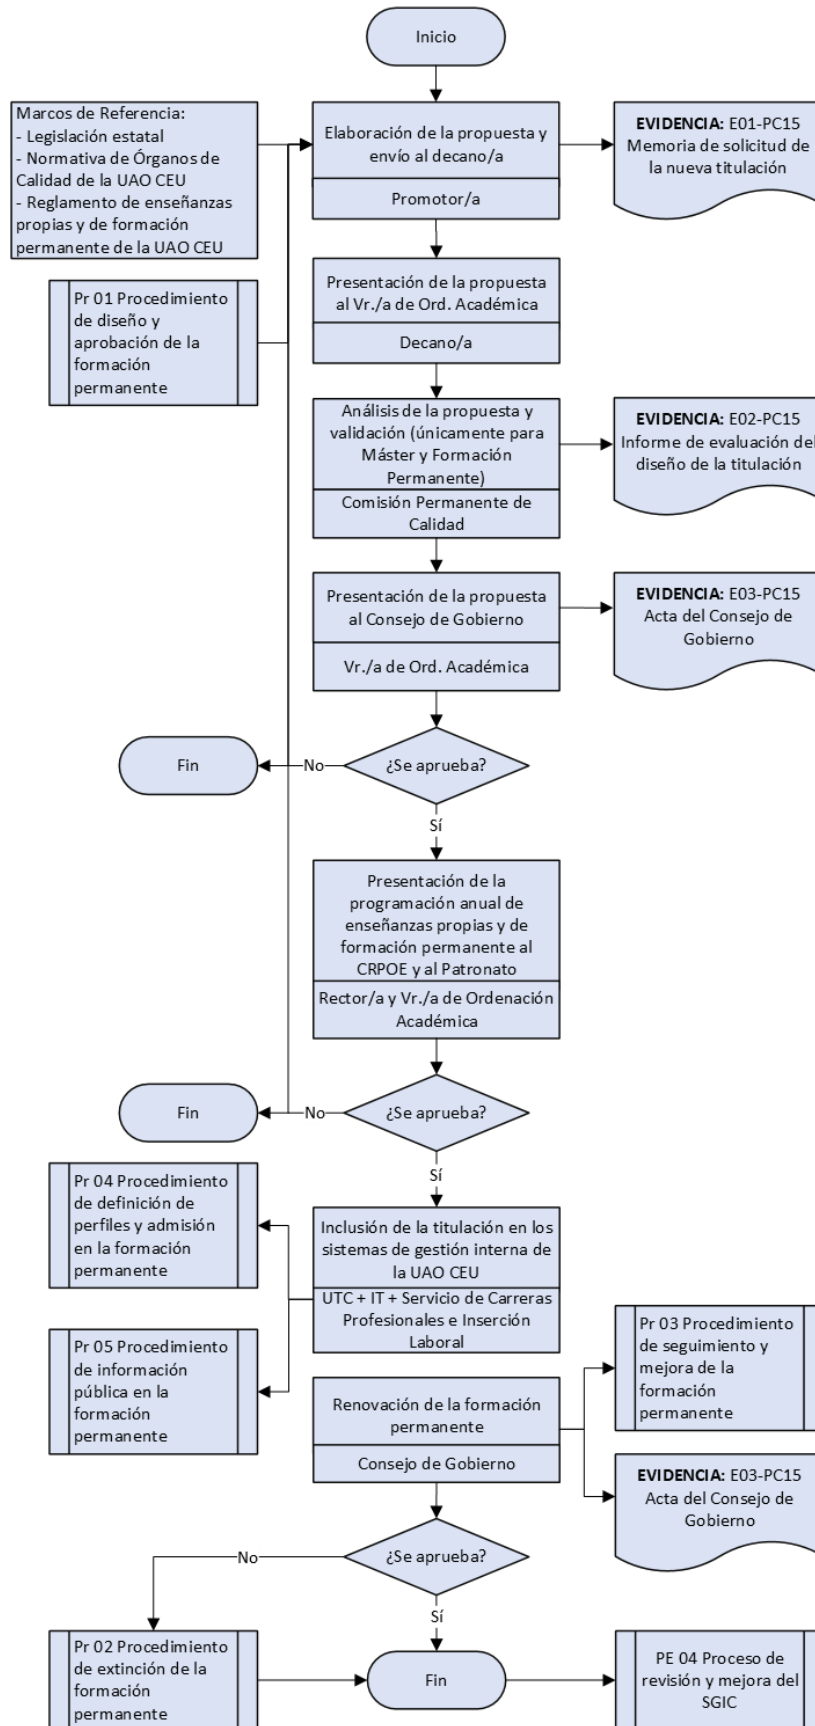 Inicio
Marcos de Referencia:
- Legislación estatal
- Normativa de Órganos de
Calidad de la UAO CEU
- Reglamento de enseñanzas
propias y de formación
permanente de la UAO CEU
Elaboración de la propuesta y
envío al decano/a
Promotor/a
EVIDENCIA: E01-PC15
Memoria de solicitud de
la nueva titulación
Pr 01 Procedimiento
de diseño y
aprobación de la
formación
permanente
Presentación de la propuesta
al Vr./a de Ord. Académica
Decano/a
Análisis de la propuesta y
validación (únicamente para
Máster y Formación
Permanente)
Comisión Permanente de
Calidad
EVIDENCIA: E02-PC15
Informe de evaluación del
diseño de la titulación
Presentación de la propuesta
al Consejo de Gobierno
Vr./a de Ord. Académica
EVIDENCIA: E03-PC15
Acta del Consejo de
Gobierno
Fin
No
¿Se aprueba?
Sí
Presentación de la
programación anual de
enseñanzas propias y de
formación permanente al
CRPOE y al Patronato
Rector/a y Vr./a de Ordenación
Académica
Fin
No
¿Se aprueba?
Sí
Pr 04 Procedimiento
de definición de
perfiles y admisión
en la formación
permanente
Inclusión de la titulación en los
sistemas de gestión interna de
la UAO CEU
UTC + IT + Servicio de Carreras
Profesionales e Inserción
Laboral
Pr 05 Procedimiento
de información
pública en la
formación
permanente
Pr 03 Procedimiento
de seguimiento y
mejora de la
formación
permanente
Renovación de la formación
permanente
Consejo de Gobierno
EVIDENCIA: E03-PC15
Acta del Consejo de
Gobierno
No
¿Se aprueba?
Sí
Pr 02 Procedimiento
de extinción de la
formación
permanente
Fin
PE 04 Proceso de
revisión y mejora del
SGIC